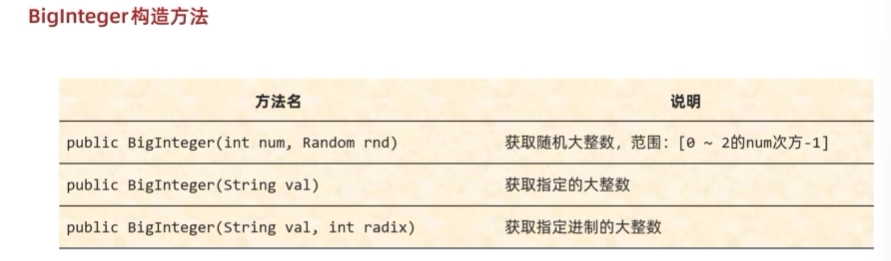 BigInteger构造方法
方法名 说明
public BigInteger(int num, Random rnd) 获取随机大整数，范围：[0 ~ 2的num次方-1]
public BigInteger(String val) 获取指定的大整数
public BigInteger(String val, int radix) 获取指定进制的大整数